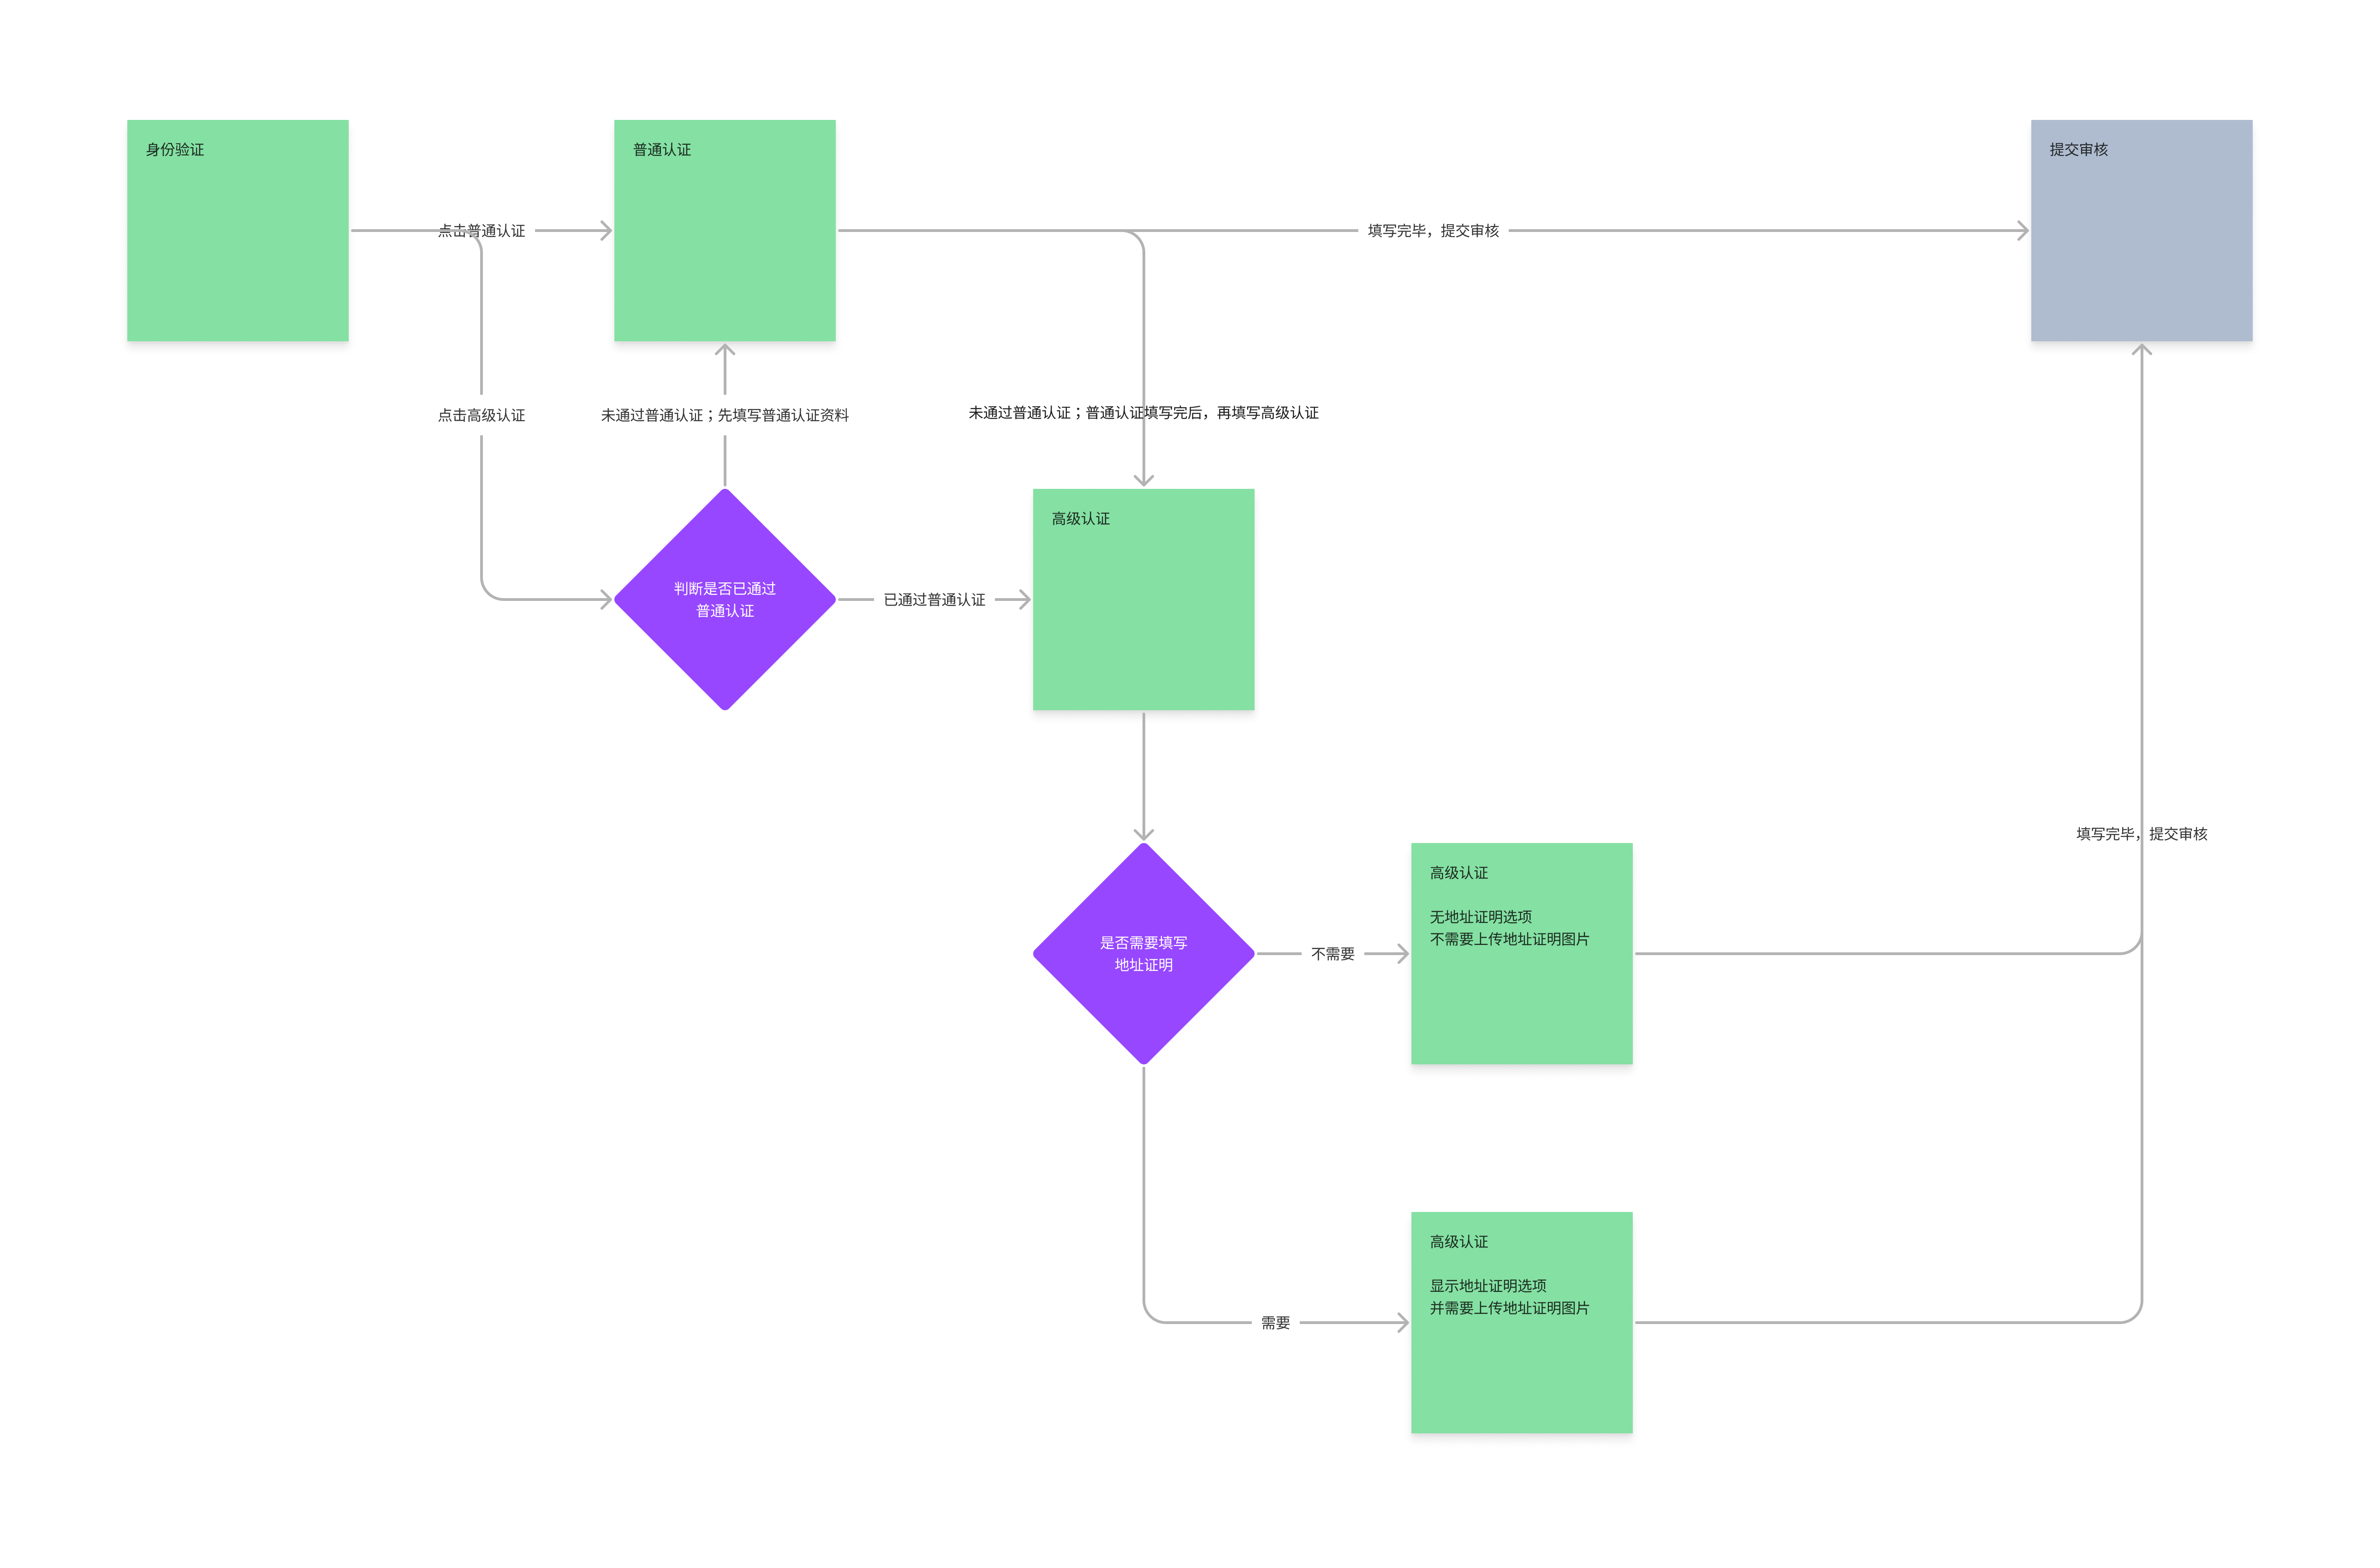 身份验证
普通认证
提交审核
点击普通认证
填写完毕，提交审核
点击高级认证
未通过普通认证；先填写普通认证资料
未通过普通认证；普通认证填写完后，再填写高级认证
高级认证
判断是否已通过
普通认证
已通过普通认证
填写完毕，提交审核
是否需要填写
地址证明
不需要
高级认证
无地址证明选项
不需要上传地址证明图片
需要
高级认证
显示地址证明选项
并需要上传地址证明图片